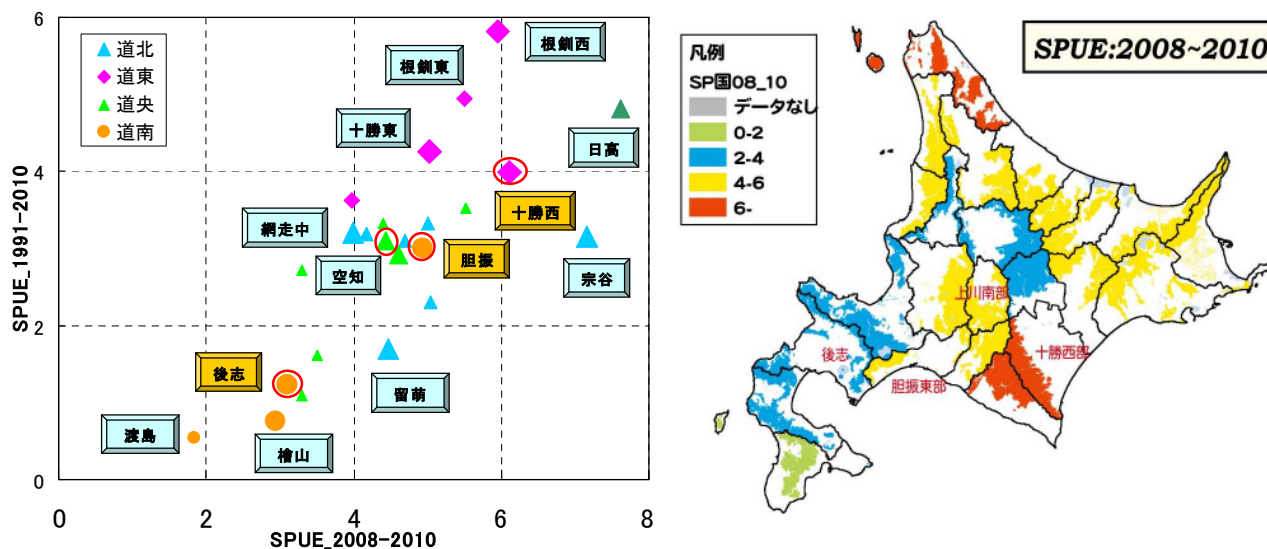 6
4
2
0
SPUE_1991-2010
道北
道東
道央
道南
根釧西
根釧東
十勝東
日高
十勝西
網走中
胆振
空知
宗谷
後志
留萌
渡島
檜山
0
2
4
6
8
SPUE_2008-2010
SPUE:2008~2010
凡例
SP国08_10
データなし
0-2
2-4
4-6
6-
上川南部
後志
十勝西部
胆振東部